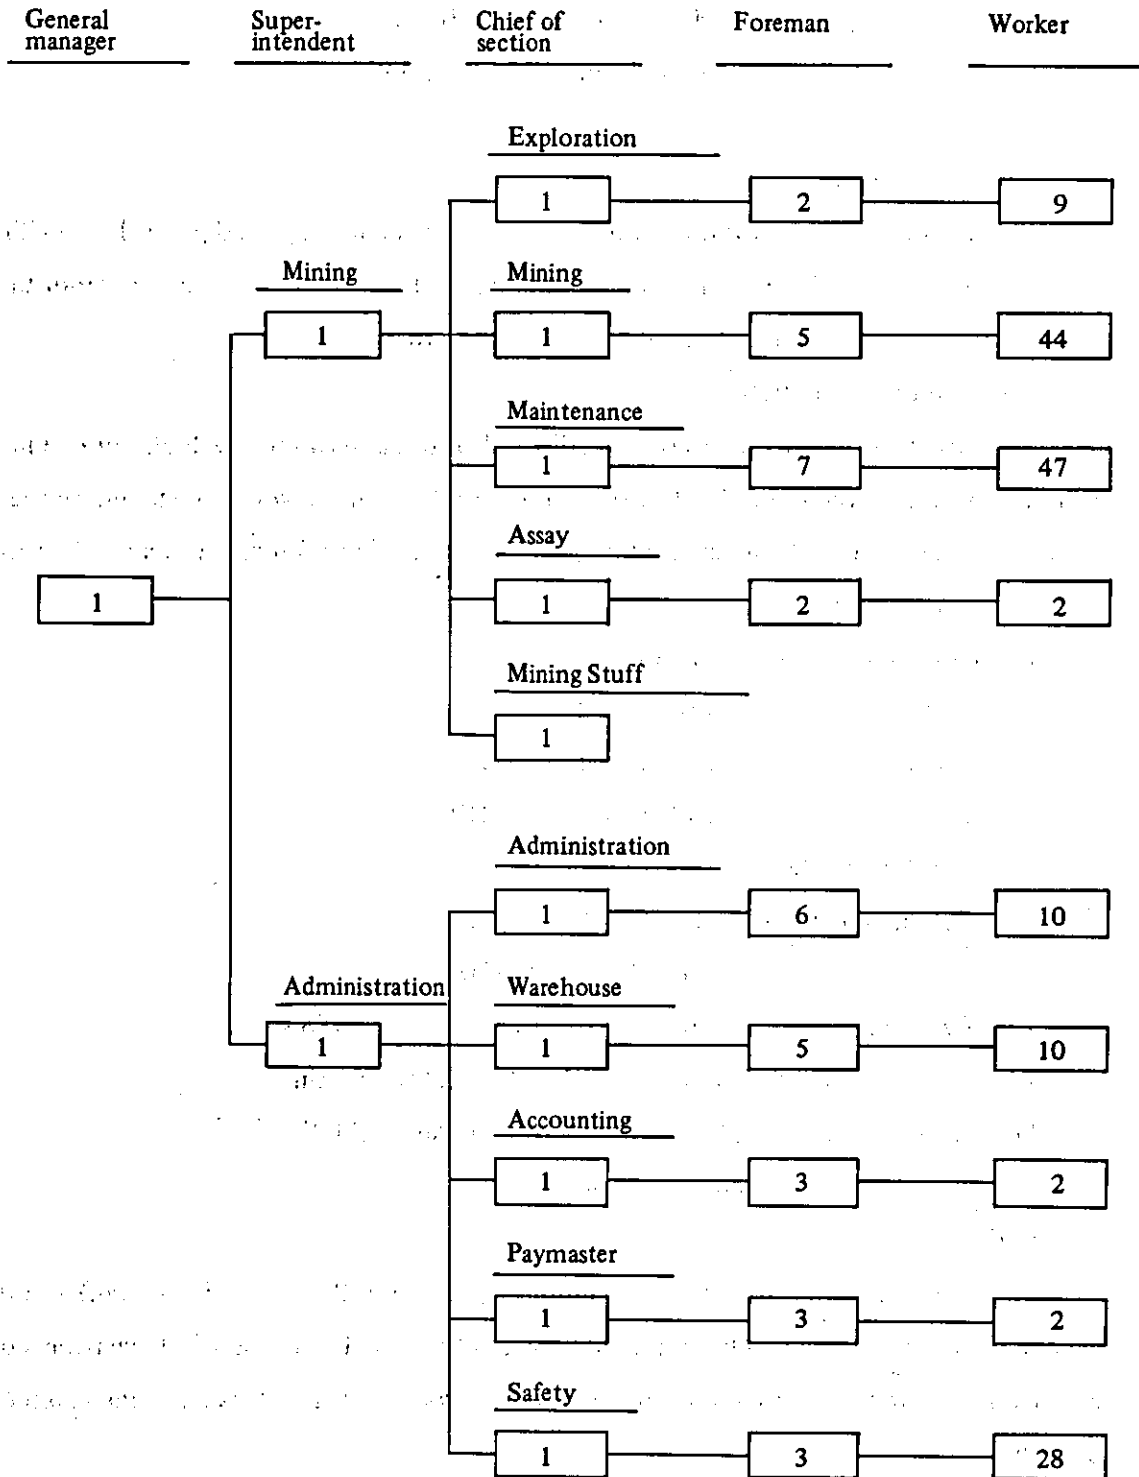 General
manager
Super-
intendent
Chief of
section
Foreman
Worker
Exploration
1
2
9
Mining
Mining
1
1
5
44
Maintenance
1
7
47
Assay
1
1
2
2
Mining Stuff
1
Administration
1
6
10
Administration
Warehouse
1
1
5
10
Accounting
1
3
2
Paymaster
1
3
2
Safety
1
3
28